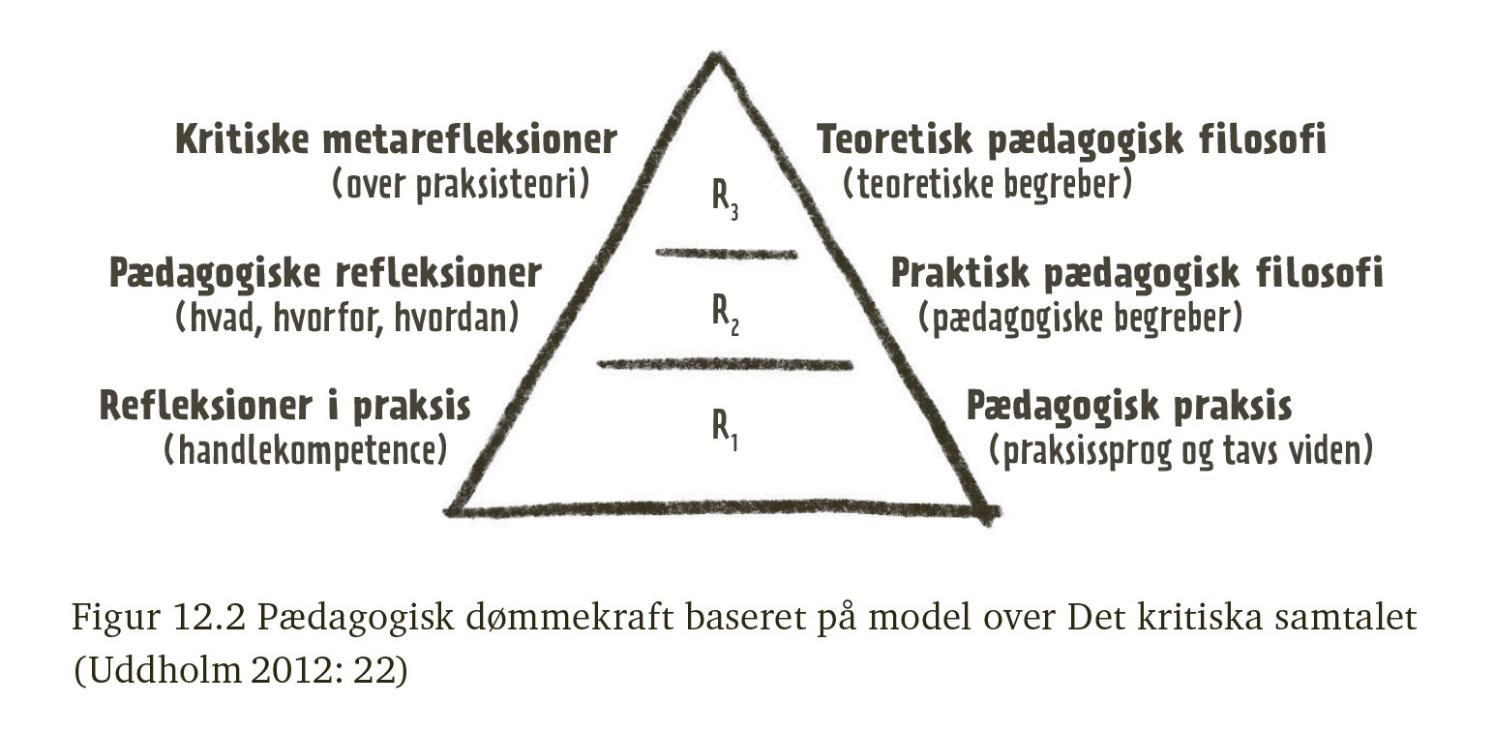 Kritiske metarefleksioner
(over praksisteori)
Teoretisk pædagogisk filosofi
(teoretiske begreber)
R3
Pædagogiske refleksioner
(hvad, hvorfor, hvordan)
Praktisk pædagogisk filosofi
(pædagogiske begreber)
R2
Refleksioner i praksis
(handlekompetence)
Pædagogisk praksis
(praksissprog og tavs viden)
R1
Figur 12.2 Pædagogisk dømmekraft baseret på model over Det kritiska samtalet
(Uddholm 2012: 22)